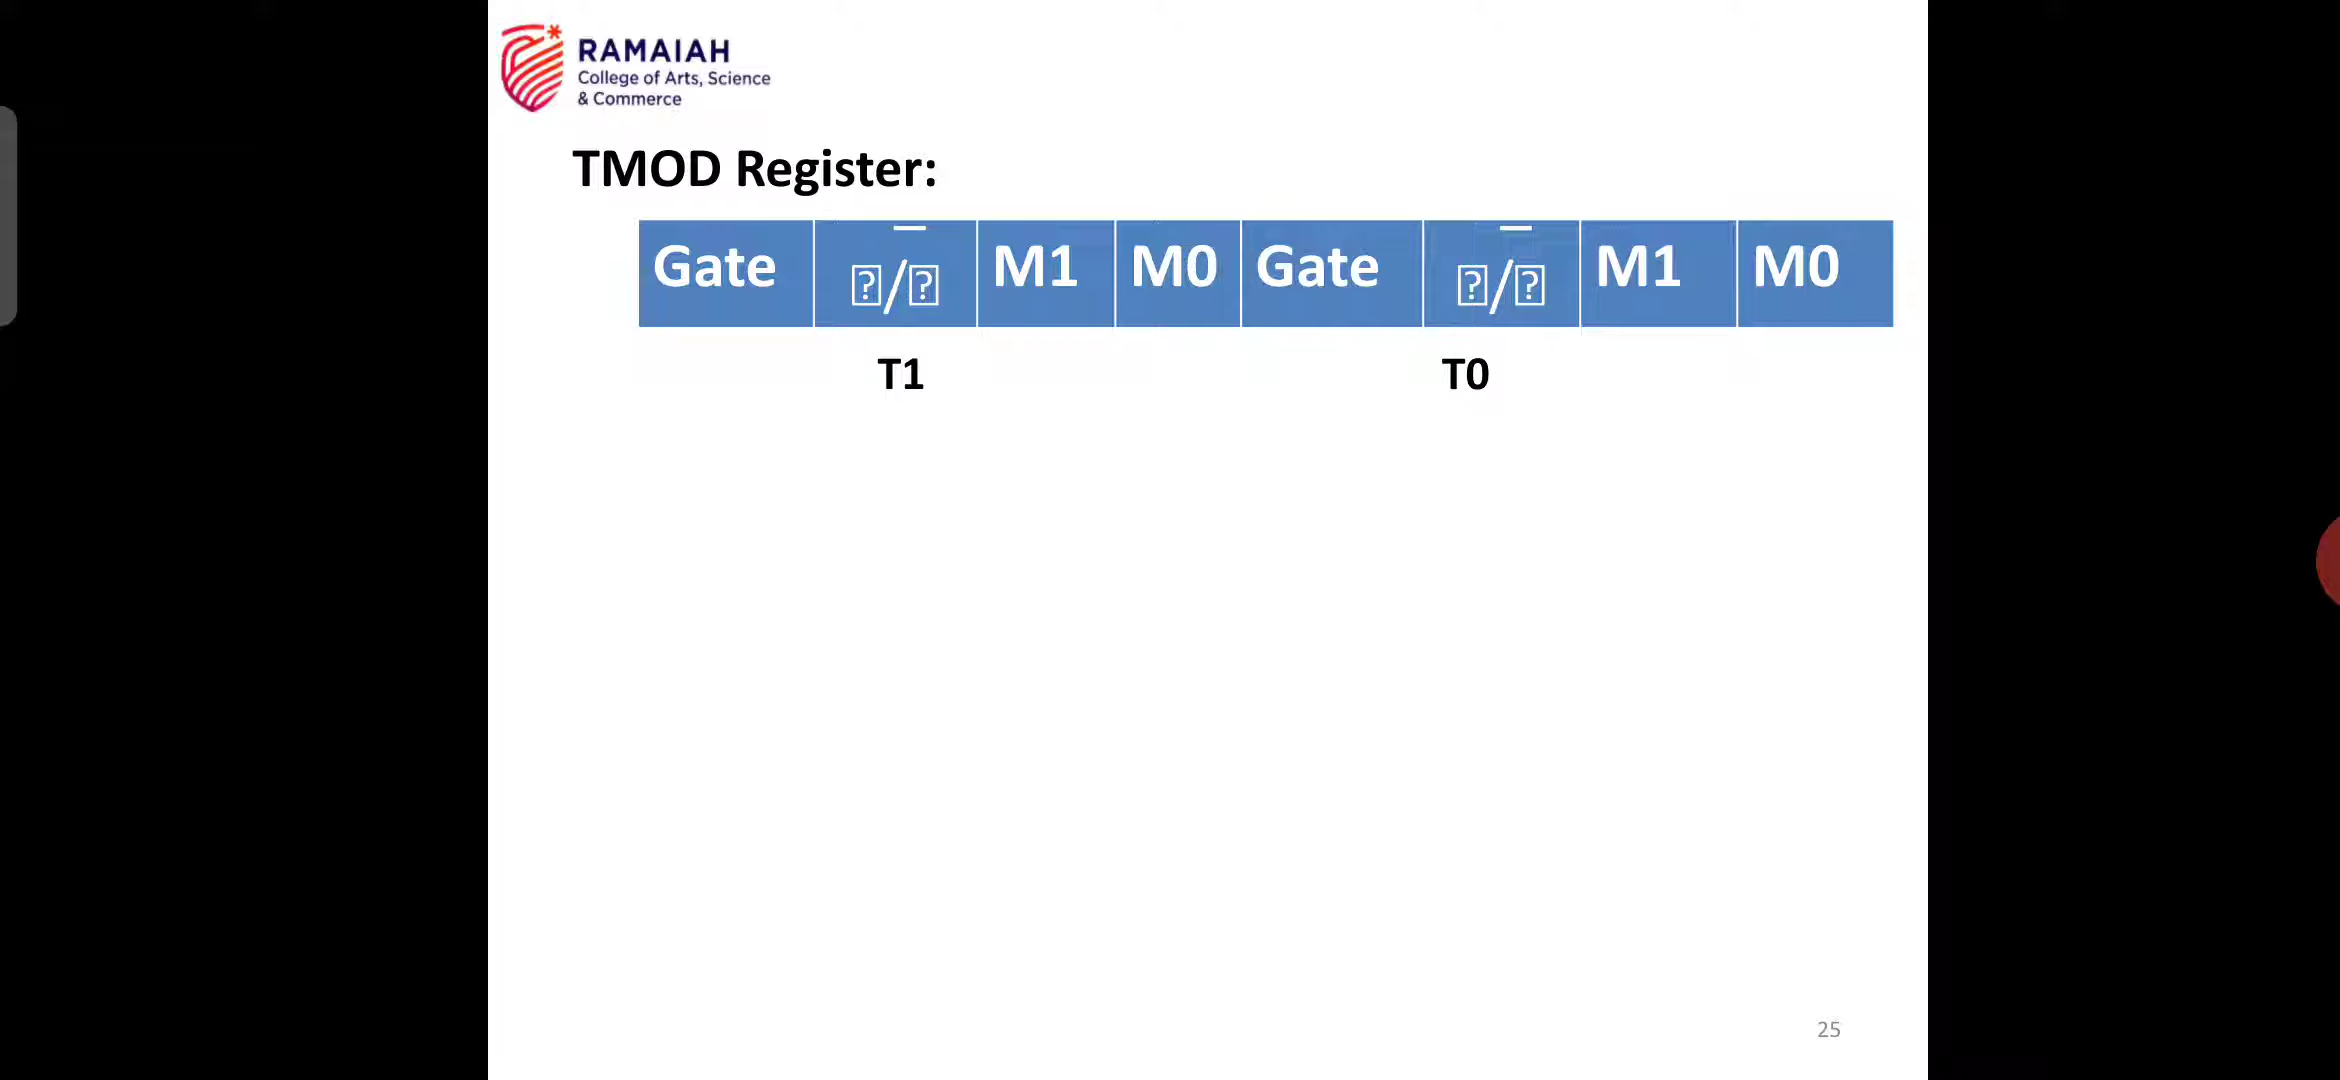 RAMAIAH
College of Arts, Science
& Commerce
TMOD Register:
Gate / M1 M0 Gate / M1 M0
T1 T0
25